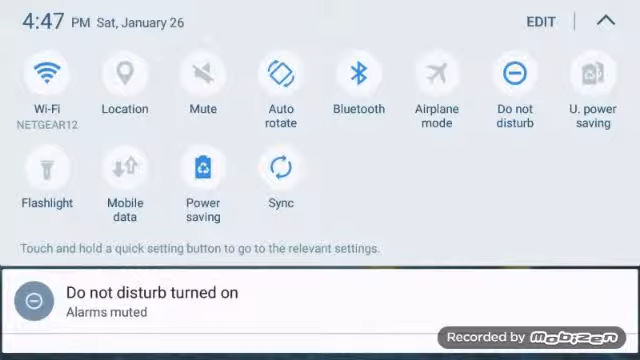 4:47 PM Sat, January 26 EDIT
Wi-Fi
NETGEAR12
Location
Mute
Auto
rotate
Bluetooth
Airplane
mode
Do not
disturb
U. power
saving
Flashlight
Mobile
data
Power
saving
Sync
Touch and hold a quick setting button to go to the relevant settings.
Do not disturb turned on
Alarms muted
Recorded by mobizen